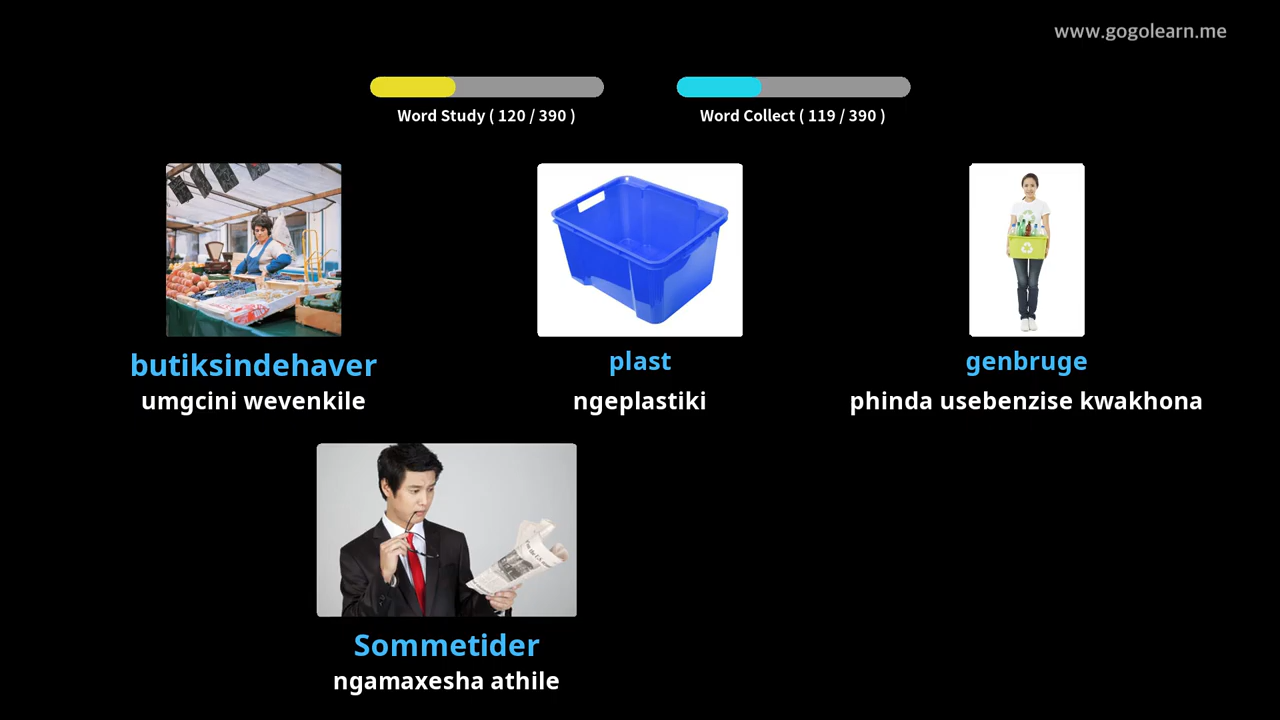 www.gogolearn.me
Word Study ( 120 / 390 )
Word Collect ( 119 / 390 )
butiksindehaver
umgcini wevenkile
plast
ngeplastiki
genbruge
phinda usebenzise kwakhona
Sommetider
ngamaxesha athile